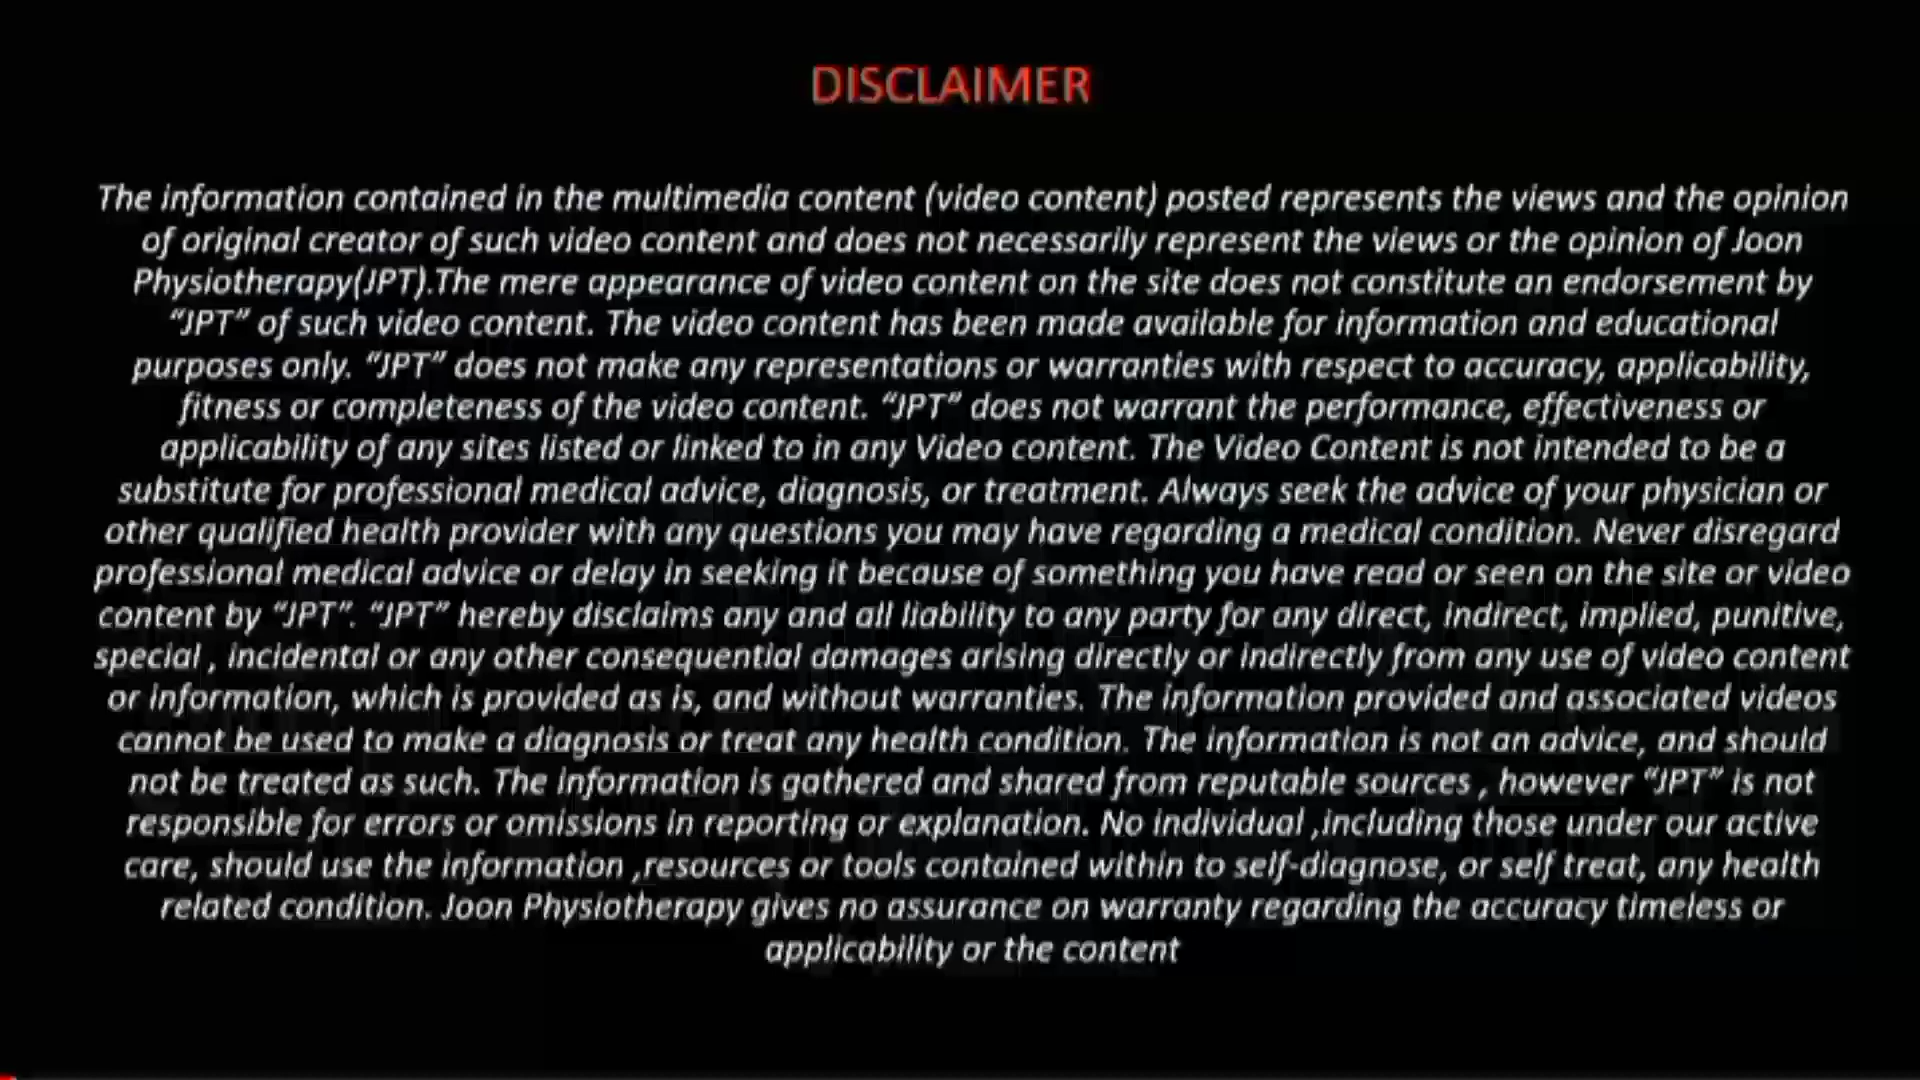 DISCLAIMER
The information contained in the multimedia content (video content) posted represents the views and the opinion
of original creator of such video content and does not necessarily represent the views or the opinion of Joon
Physiotherapy(JPT).The mere appearance of video content on the site does not constitute an endorsement by
“JPT” of such video content. The video content has been made available for information and educational
purposes only. “JPT” does not make any representations or warranties with respect to accuracy, applicability,
fitness or completeness of the video content. “JPT” does not warrant the performance, effectiveness or
applicability of any sites listed or linked to in any Video content. The Video Content is not intended to be a
substitute for professional medical advice, diagnosis, or treatment. Always seek the advice of your physician or
other qualified health provider with any questions you may have regarding a medical condition. Never disregard
professional medical advice or delay in seeking it because of something you have read or seen on the site or video
content by “JPT”. “JPT” hereby disclaims any and all liability to any party for any direct, indirect, implied, punitive,
special , incidental or any other consequential damages arising directly or indirectly from any use of video content
or information, which is provided as is, and without warranties. The information provided and associated videos
cannot be used to make a diagnosis or treat any health condition. The information is not an advice, and should
not be treated as such. The information is gathered and shared from reputable sources , however “JPT” is not
responsible for errors or omissions in reporting or explanation. No individual ,including those under our active
care, should use the information ,resources or tools contained within to self-diagnose, or self treat, any health
related condition. Joon Physiotherapy gives no assurance on warranty regarding the accuracy timeless or
applicability or the content